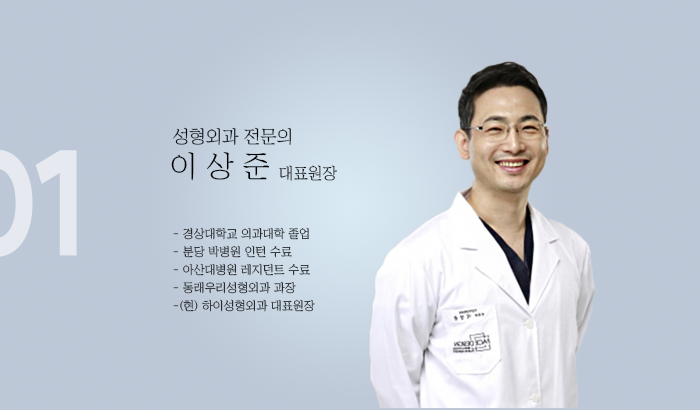 01
성형외과 전문의
이상준 대표원장
- 경상대학교 의과대학 졸업
- 분당 박병원 인턴 수료
- 아산대병원 레지던트 수료
- 동래우리성형외과 과장
-(현) 하이성형외과 대표원장